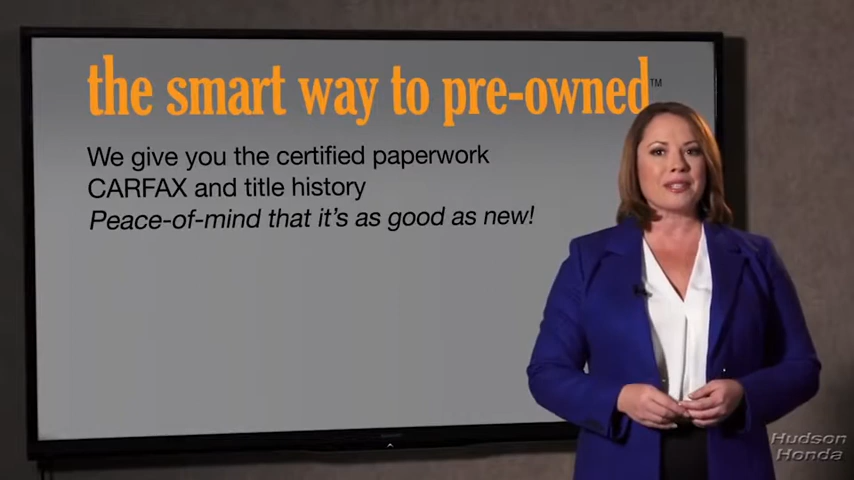 the smart way to pre-owned™
We give you the certified paperwork
CARFAX and title history
Peace-of-mind that it's as good as new!
Hudson
Honda